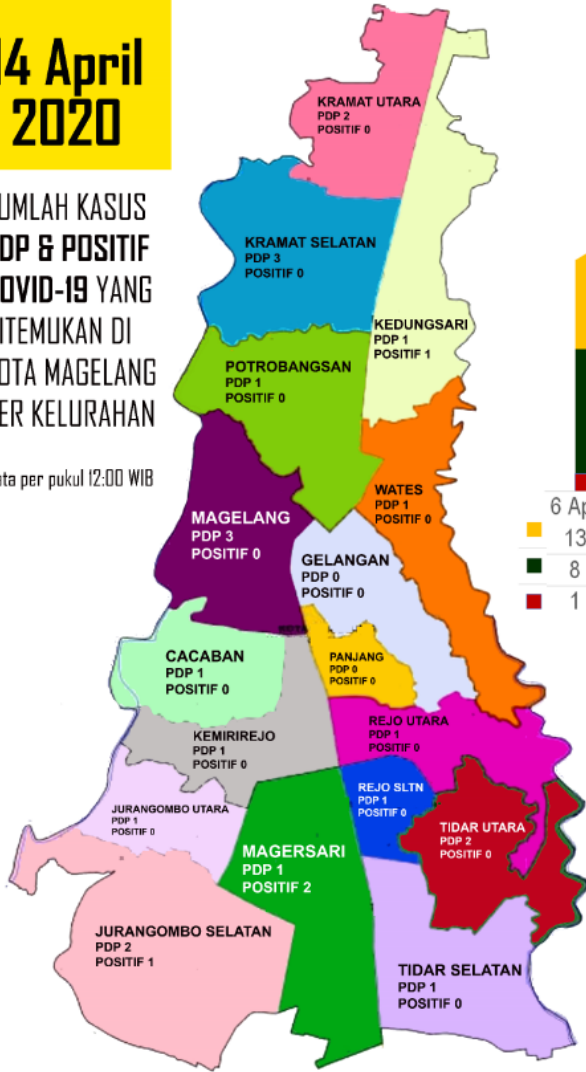 14 April
2020
UMLAH KASUS
DP & POSITIF
OVID-19 YANG
ITEMUKAN DI
OTA MAGELANG
ER KELURAHAN
ata per pukul 12:00 WIB
KRAMAT UTARA
PDP 2
POSITIF 0
KRAMAT SELATAN
PDP 3
POSITIF 0
KEDUNGSARI
PDP 1
POSITIF 1
POTROBANGSAN
PDP 1
POSITIF 0
WATES
PDP 1
POSITIF 0
MAGELANG
PDP 3
POSITIF 0
GELANGAN
PDP 0
POSITIF 0
6 Ap
13
8
1
CACABAN
PDP 1
POSITIF 0
PANJANG
PDP 0
POSITIF 0
KEMIRIREJO
PDP 1
POSITIF 0
REJO UTARA
PDP 1
POSITIF 0
JURANGOMBO UTARA
PDP 1
POSITIF 0
REJO SLTN
PDP 1
POSITIF 0
TIDAR UTARA
PDP 2
POSITIF 0
MAGERSARI
PDP 1
POSITIF 2
JURANGOMBO SELATAN
PDP 2
POSITIF 1
TIDAR SELATAN
PDP 1
POSITIF 0